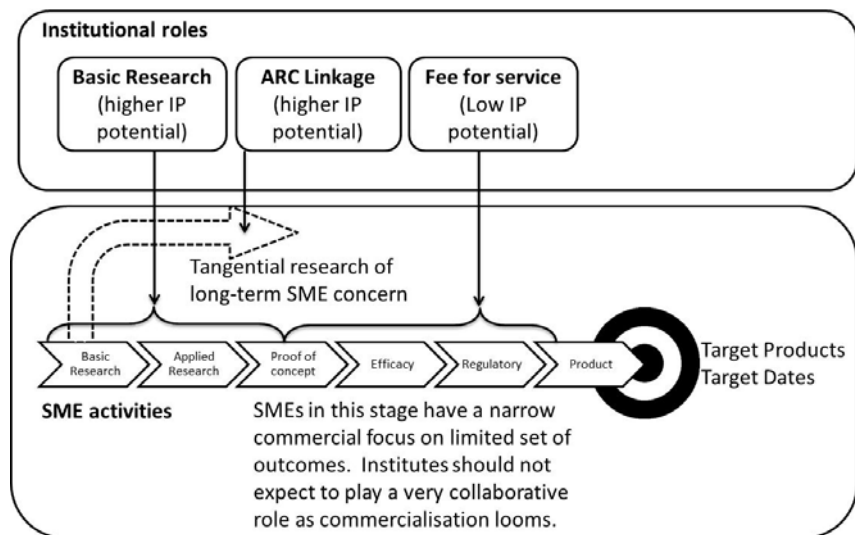 Institutional roles
Basic Research
(higher IP
potential)
ARC Linkage
(higher IP
potential)
Fee for service
(Low IP
potential)
Tangential research of
long-term SME concern
Basic
Research
Applied
Research
Proof of
concept
Efficacy
Regulatory
Product
Target Products
Target Dates
SME activities
SMEs in this stage have a narrow
commercial focus on limited set of
outcomes. Institutes should not
expect to play a very collaborative
role as commercialisation looms.